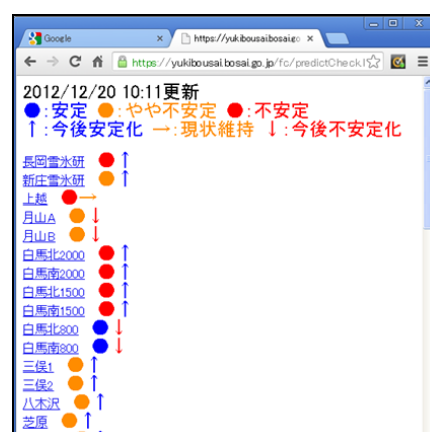 Google
https://yukibousaibosai.go
https://yukibousai.bosai.go.jp/fc/predictCheck.
2012/12/20 10:11更新
●:安定 ●:やや不安定 ●:不安定
↑:今後安定化 →:現状維持 ↓:今後不安定化
長岡雪氷研 ●↑
新庄雪氷研 ●↑
上越 ●→
月山A ●↓
月山B ●↓
白馬北2000 ●↑
白馬南2000 ●↑
白馬北1500 ●↑
白馬南1500 ●↑
白馬北800 ●↓
白馬南800 ●↓
三俣1 ●↑
三俣2 ●↑
八木沢 ●↑
芝原 ●↑